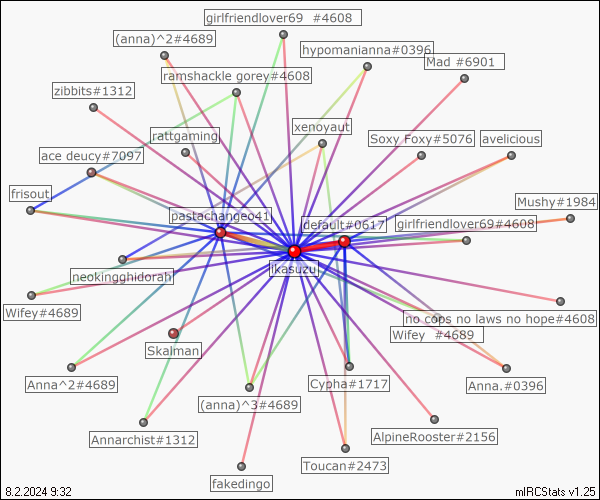 girlfriendlover69  #4608
(anna)^2#4689
hypomanianna#0396
Mad #6901
ramshackle gorey#4608
zibbits#1312
xenoyaut
rattgaming
Soxy Foxy#5076
avelicious
ace deucy#7097
frisout
Mushy#1984
pastachangeo41
default#0617
girlfriendlover69#4608
ikasuzu
neokingghidorah
Wifey#4689
no cops no laws no hope#4608
Wifey  #4689
Skalman
Anna^2#4689
Cypha#1717
Anna.#0396
(anna)^3#4689
Annarchist#1312
AlpineRooster#2156
Toucan#2473
fakedingo
8.2.2024 9:32
mIRCStats v1.25